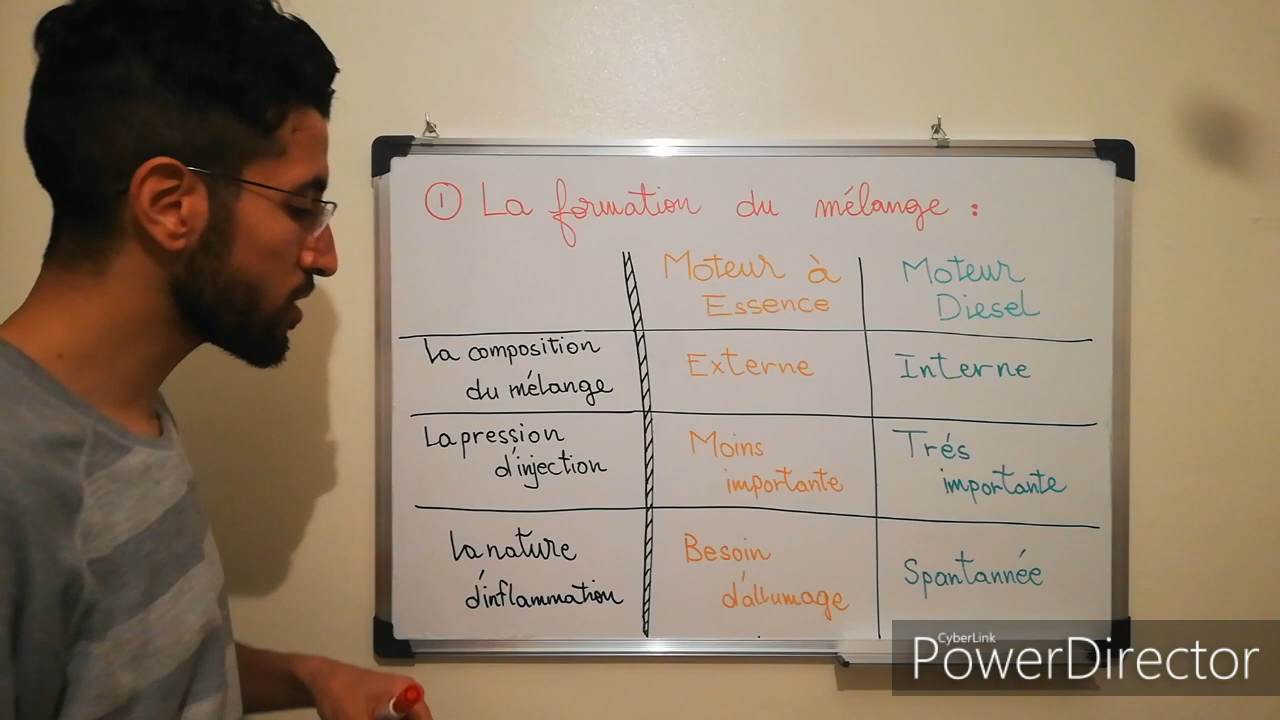 ① La formation du mélange :
Moteur à
Essence
Moteur
Diesel
La composition
du mélange
Externe
Interne
La pression
d'injection
Moins
importante
Trés
importante
La nature
d'inflammation
Besoin
d'allumage
Spantannée
CyberLink
PowerDirector